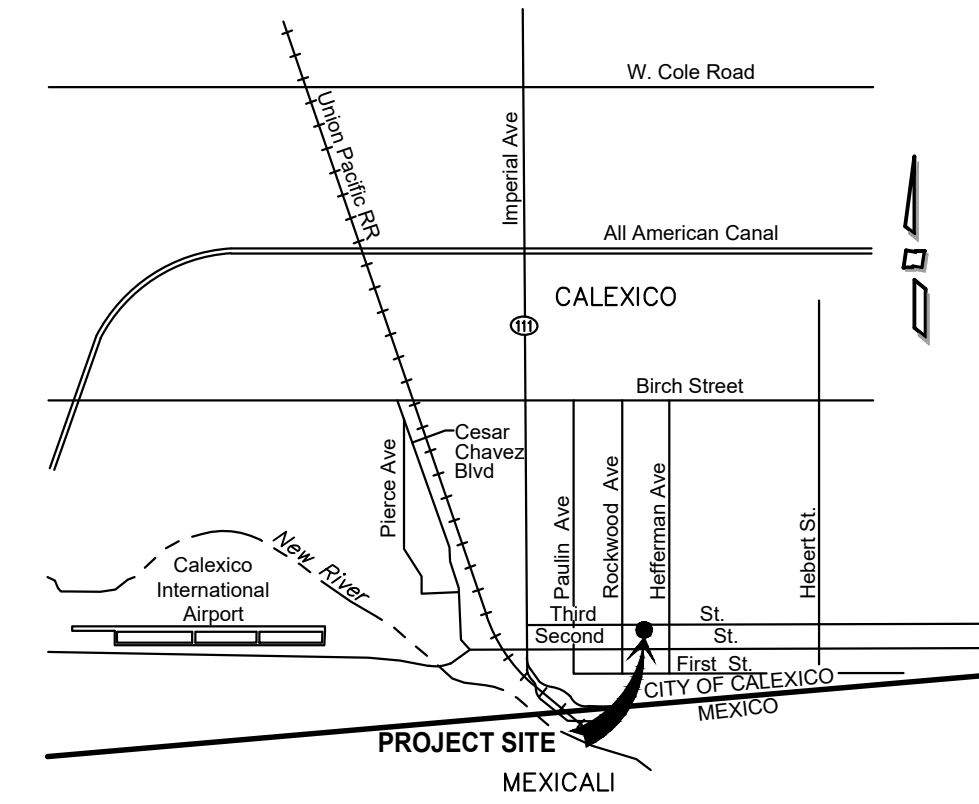 W. Cole Road
Union Pacific RR
Imperial Ave
All American Canal
CALEXICO
111
Birch Street
Cesar
Chavez
Blvd
Pierce Ave
Paulin Ave
Rockwood Ave
Hefferman Ave
Hebert St.
New River
Calexico
International
Airport
Third St.
Second St.
First St.
CITY OF CALEXICO
MEXICO
PROJECT SITE
MEXICALI